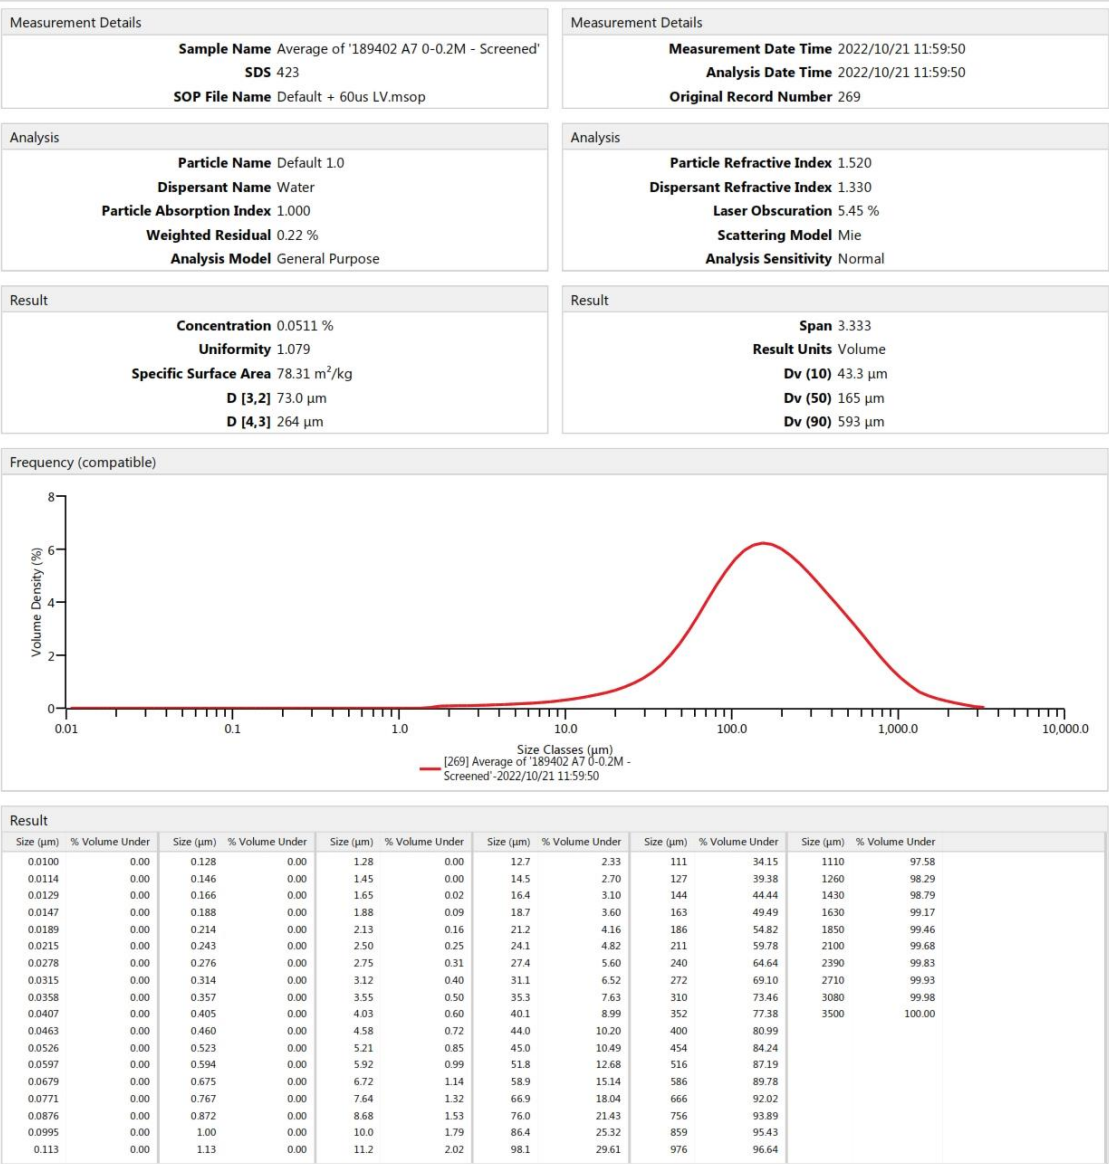 Measurement Details
Sample Name Average of '189402 A7 0-0.2M - Screened'
SDS 423
SOP File Name Default + 60us LV.msop
Measurement Details
Measurement Date Time 2022/10/21 11:59:50
Analysis Date Time 2022/10/21 11:59:50
Original Record Number 269
Analysis
Particle Name Default 1.0
Dispersant Name Water
Particle Absorption Index 1.000
Weighted Residual 0.22 %
Analysis Model General Purpose
Analysis
Particle Refractive Index 1.520
Dispersant Refractive Index 1.330
Laser Obscuration 5.45 %
Scattering Model Mie
Analysis Sensitivity Normal
Result
Concentration 0.0511 %
Uniformity 1.079
Specific Surface Area 78.31 m²/kg
D [3,2] 73.0 μm
D [4,3] 264 μm
Result
Span 3.333
Result Units Volume
Dv (10) 43.3 μm
Dv (50) 165 μm
Dv (90) 593 μm
Frequency (compatible)
Volume Density (%)
8
6
4
2
0
0.01 0.1 1.0 10.0 100.0 1,000.0 10,000.0
Size Classes (μm)
[269] Average of '189402 A7 0-0.2M -
Screened'-2022/10/21 11:59:50
Result
Size (μm) % Volume Under Size (μm) % Volume Under Size (μm) % Volume Under Size (μm) % Volume Under Size (μm) % Volume Under Size (μm) % Volume Under
0.0100 0.00 0.128 0.00 1.28 0.00 12.7 2.33 111 34.15 1110 97.58
0.0114 0.00 0.146 0.00 1.45 0.00 14.5 2.70 127 39.38 1260 98.29
0.0129 0.00 0.166 0.00 1.65 0.02 16.4 3.10 144 44.44 1430 98.79
0.0147 0.00 0.188 0.00 1.88 0.09 18.7 3.60 163 49.49 1630 99.17
0.0189 0.00 0.214 0.00 2.13 0.16 21.2 4.16 186 54.82 1850 99.46
0.0215 0.00 0.243 0.00 2.50 0.25 24.1 4.82 211 59.78 2100 99.68
0.0278 0.00 0.276 0.00 2.75 0.31 27.4 5.60 240 64.64 2390 99.83
0.0315 0.00 0.314 0.00 3.12 0.40 31.1 6.52 272 69.10 2710 99.93
0.0358 0.00 0.357 0.00 3.55 0.50 35.3 7.63 310 73.46 3080 99.98
0.0407 0.00 0.405 0.00 4.03 0.60 40.1 8.99 352 77.38 3500 100.00
0.0463 0.00 0.460 0.00 4.58 0.72 44.0 10.20 400 80.99
0.0526 0.00 0.523 0.00 5.21 0.85 45.0 10.49 454 84.24
0.0597 0.00 0.594 0.00 5.92 0.99 51.8 12.68 516 87.19
0.0679 0.00 0.675 0.00 6.72 1.14 58.9 15.14 586 89.78
0.0771 0.00 0.767 0.00 7.64 1.32 66.9 18.04 666 92.02
0.0876 0.00 0.872 0.00 8.68 1.53 76.0 21.43 756 93.89
0.0995 0.00 1.00 0.00 10.0 1.79 86.4 25.32 859 95.43
0.113 0.00 1.13 0.00 11.2 2.02 98.1 29.61 976 96.64